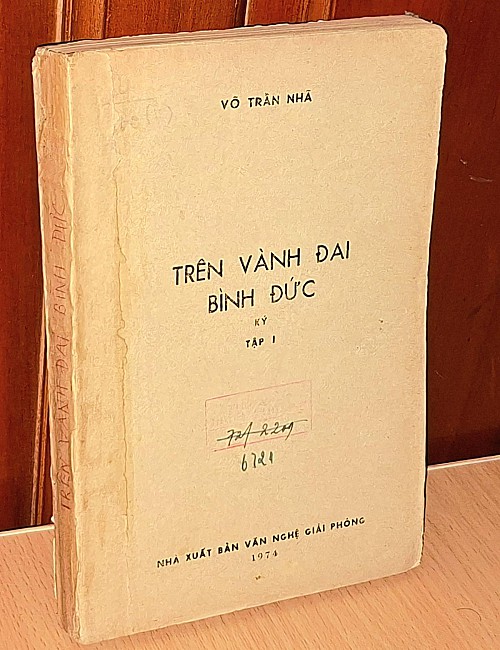 VÕ TRẦN NHÃ
TRÊN VÀNH ĐAI
BÌNH ĐỨC
KÝ
TẬP I
6721
NHÀ XUẤT BẢN VĂN NGHỆ GIẢI PHÓNG
1974
TRÊN VÀNH ĐAI BÌNH ĐỨC